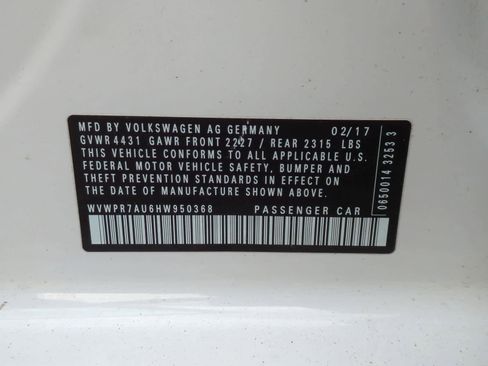 MFD BY VOLKSWAGEN AG GERMANY 02/17
GVWR 4431 GAWR FRONT 2227 / REAR 2315 LBS
THIS VEHICLE CONFORMS TO ALL APPLICABLE U.S.
FEDERAL MOTOR VEHICLE SAFETY, BUMPER AND
THEFT PREVENTION STANDARDS IN EFFECT ON
THE DATE OF MANUFACTURE SHOWN ABOVE.
WVWPR7AU6HW950368 PASSENGER CAR
0650014 3253 3